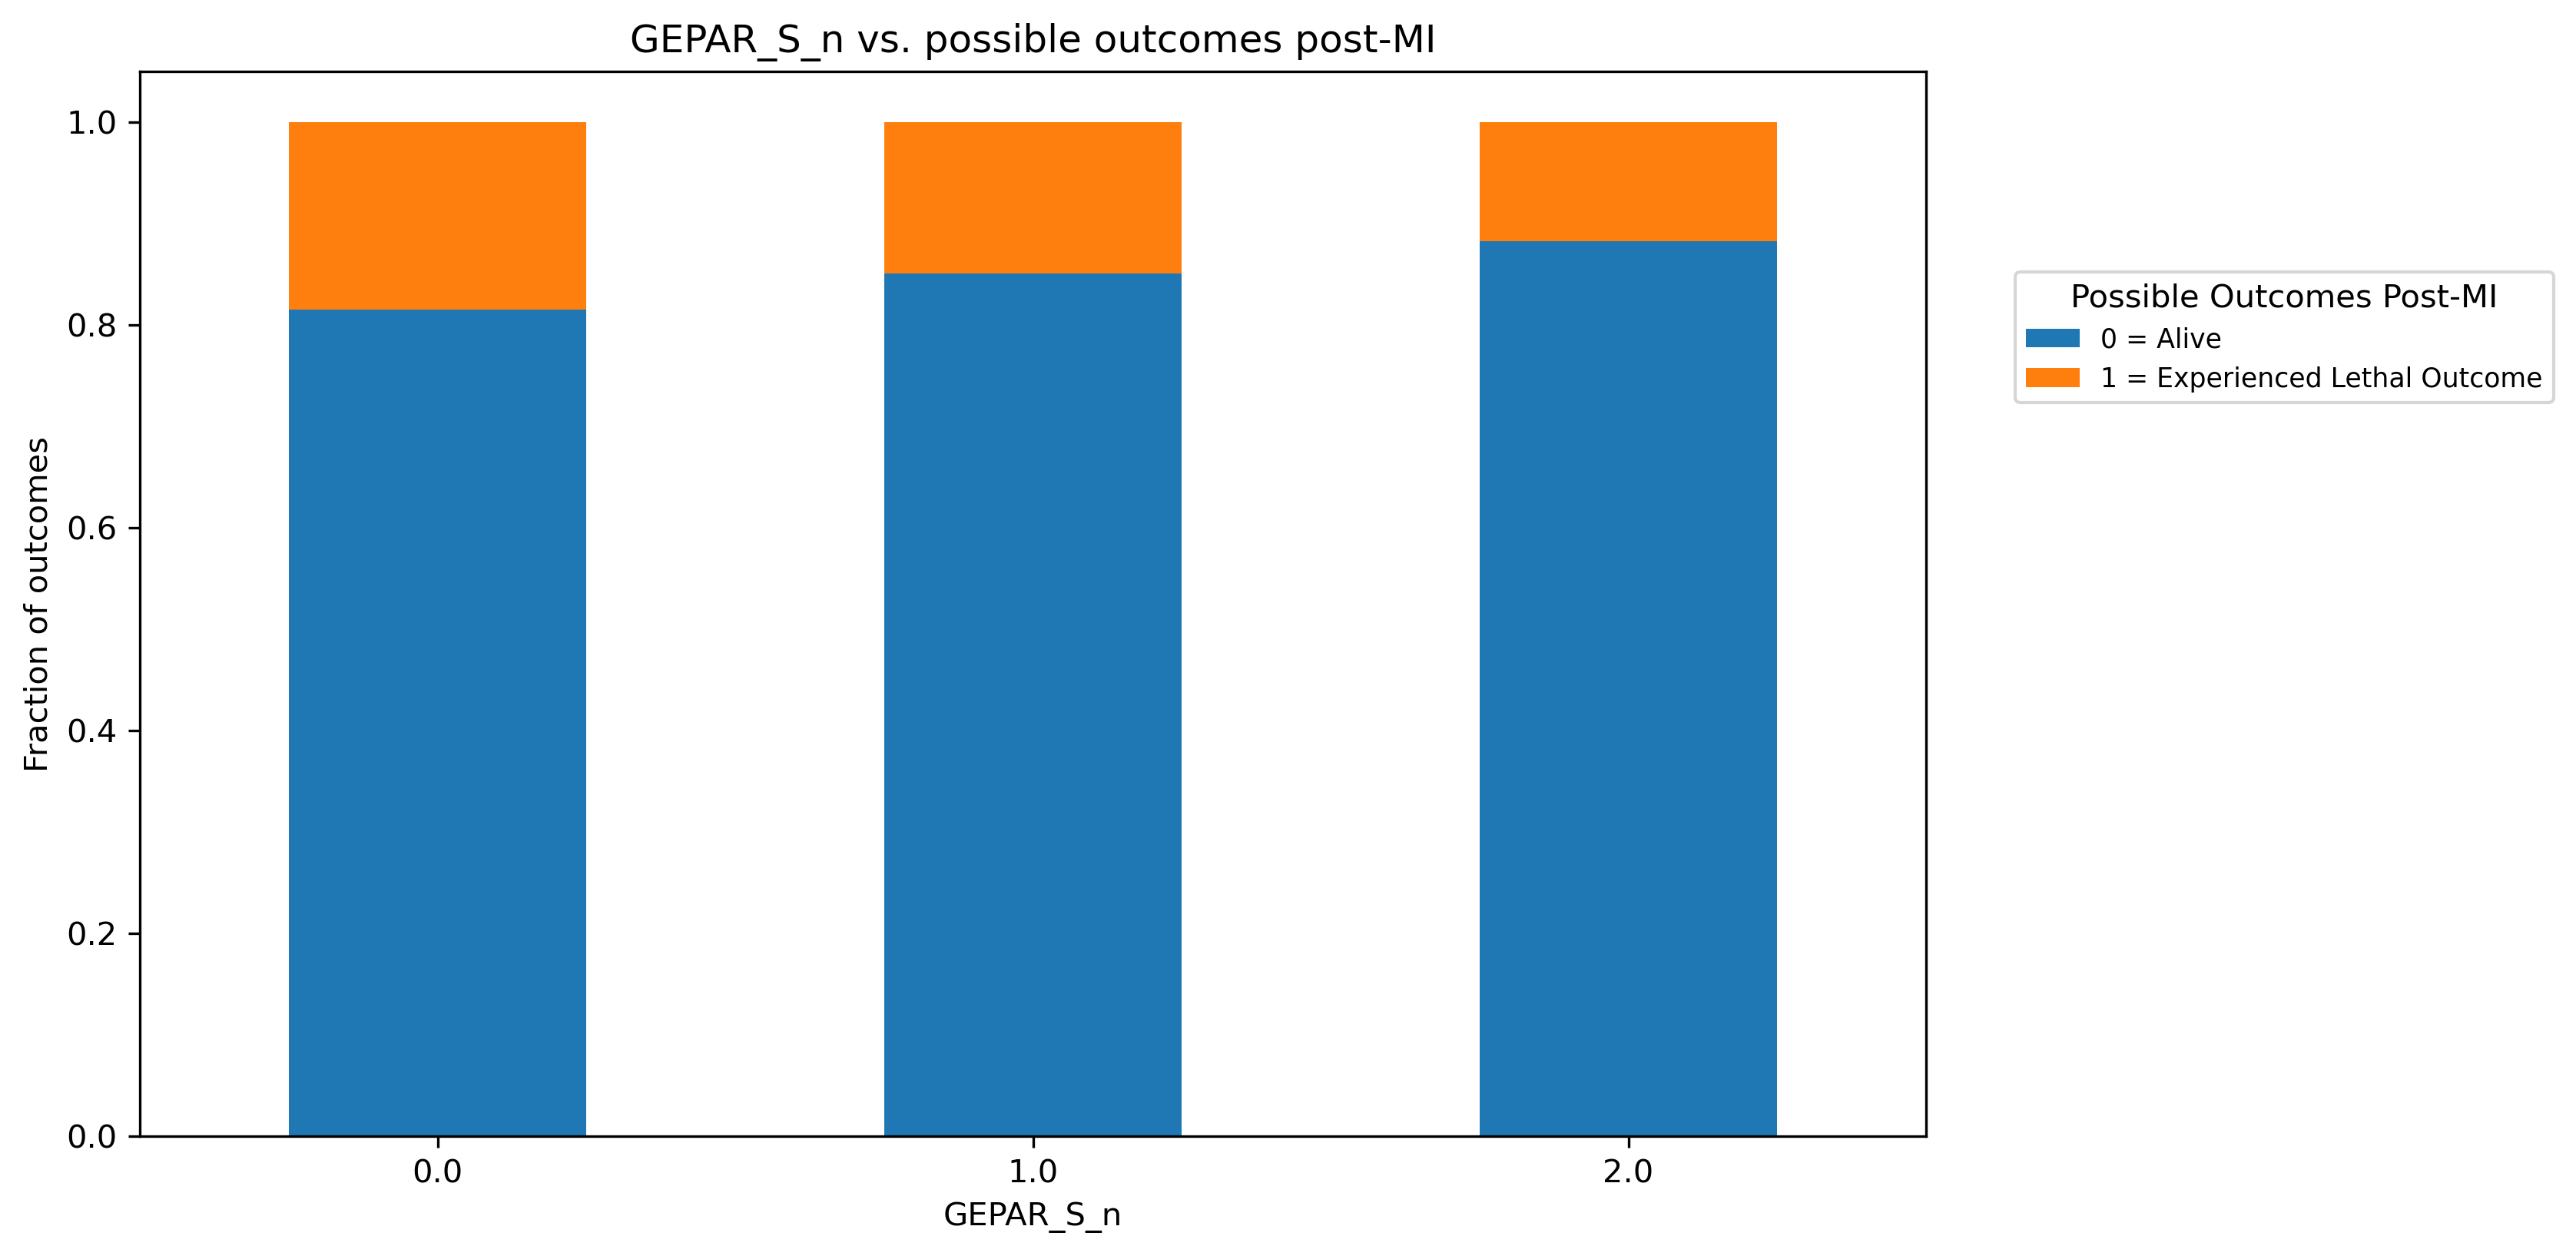 GEPAR_S_n vs. possible outcomes post-MI
Fraction of outcomes
1.0
0.8
0.6
0.4
0.2
0.0
0.0 1.0 2.0
GEPAR_S_n
Possible Outcomes Post-MI
0 = Alive
1 = Experienced Lethal Outcome